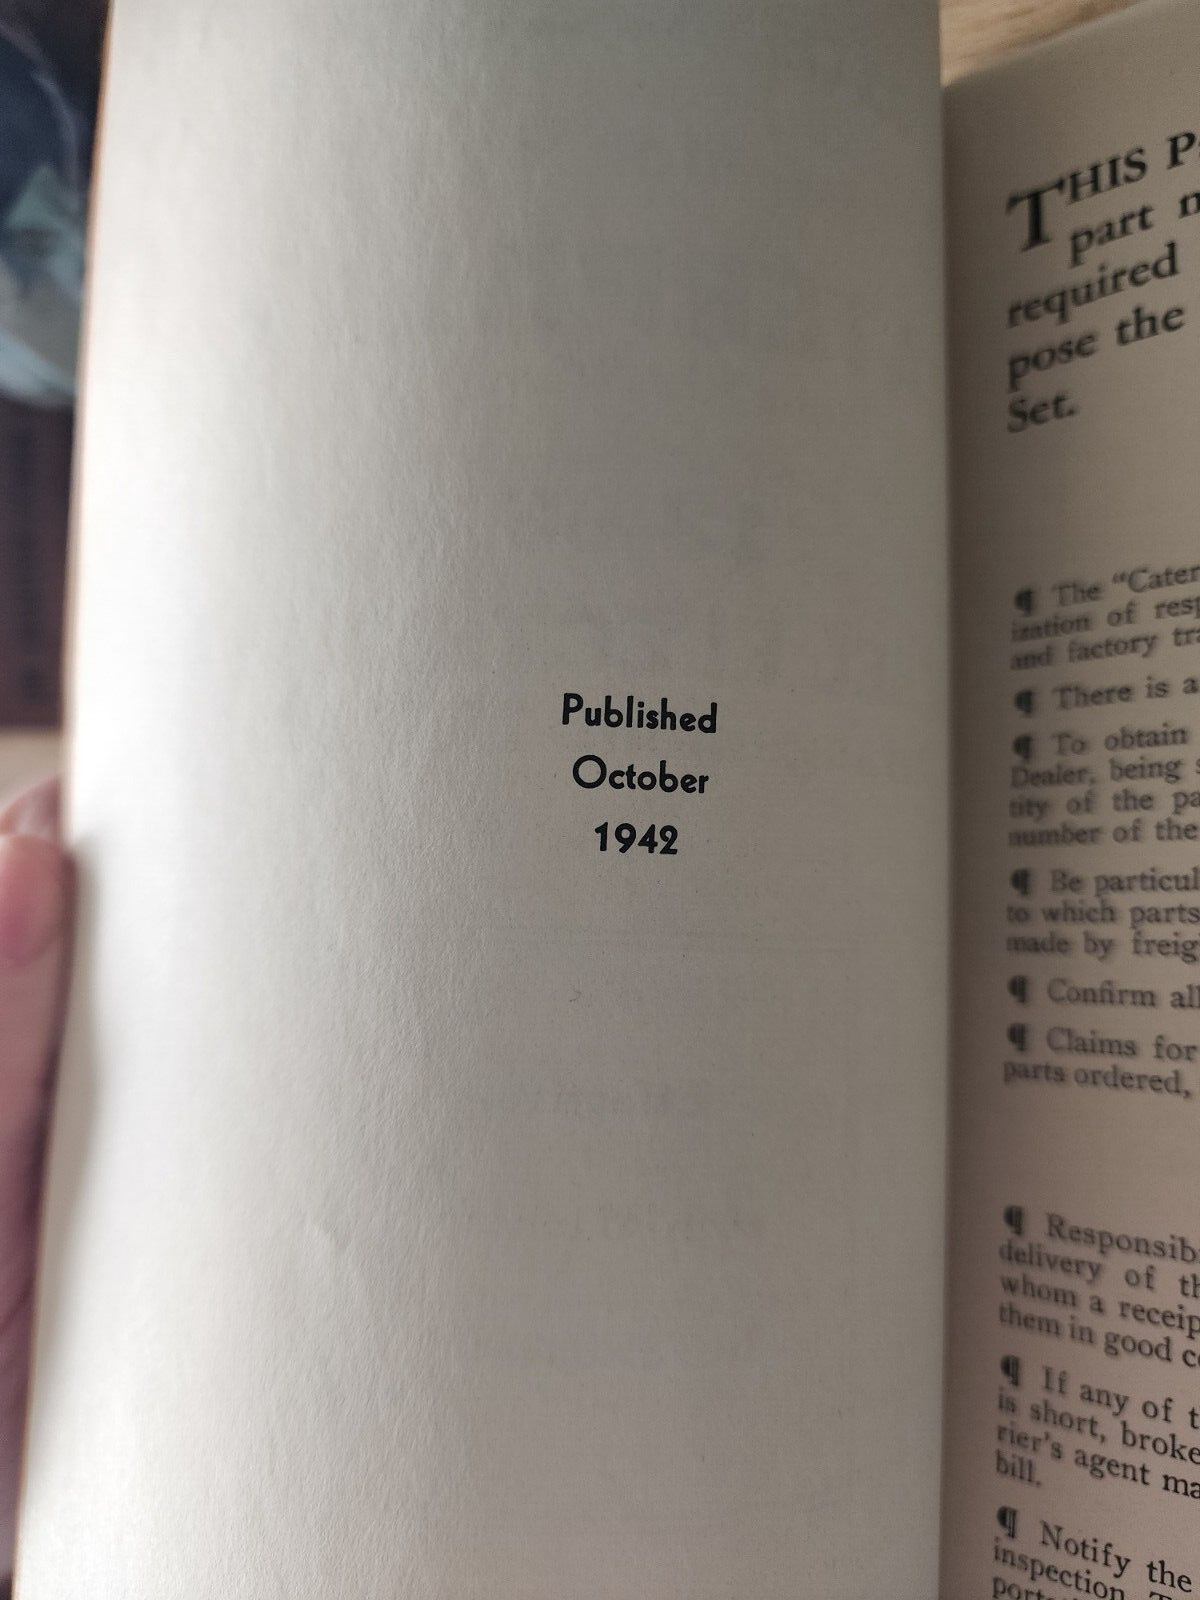 Published
October
1942
THIS
part
required
pose the
Set.
¶ The "Cater
ization of resp
and factory tra
¶ There is a
¶ To obtain
Dealer, being s
tity of the pa
number of the
¶ Be particul
to which parts
made by freig
¶ Confirm all
¶ Claims for
parts ordered,
¶ Responsib
delivery of th
whom a receip
them in good c
¶ If any of t
is short, broke
rier's agent ma
bill.
¶ Notify the
inspection.